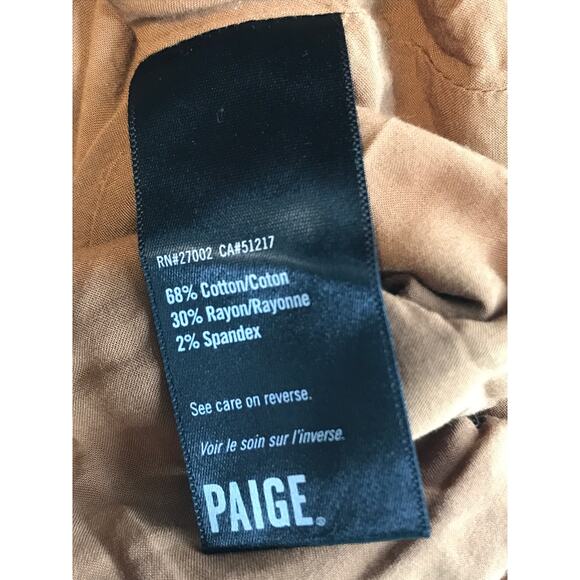 RN#27002 CA#51217
68% Cotton/Coton
30% Rayon/Rayonne
2% Spandex
See care on reverse.
Voir le soin sur l'inverse.
PAIGE®